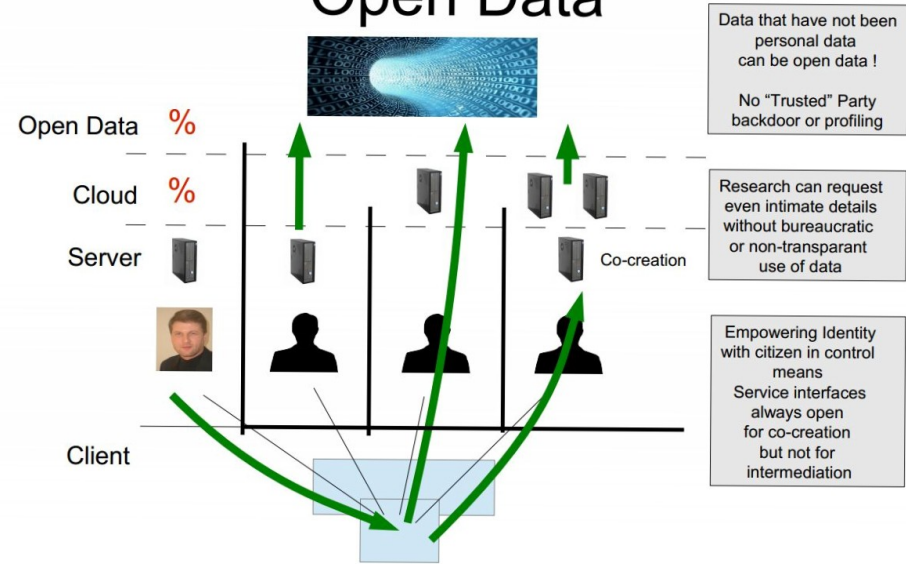 Open Data
Data that have not been
personal data
can be open data !
No “Trusted” Party
backdoor or profiling
Open Data %
Cloud %
Research can request
even intimate details
without bureaucratic
or non-transparant
use of data
Server
Co-creation
Empowering Identity
with citizen in control
means
Service interfaces
always open
for co-creation
but not for
intermediation
Client